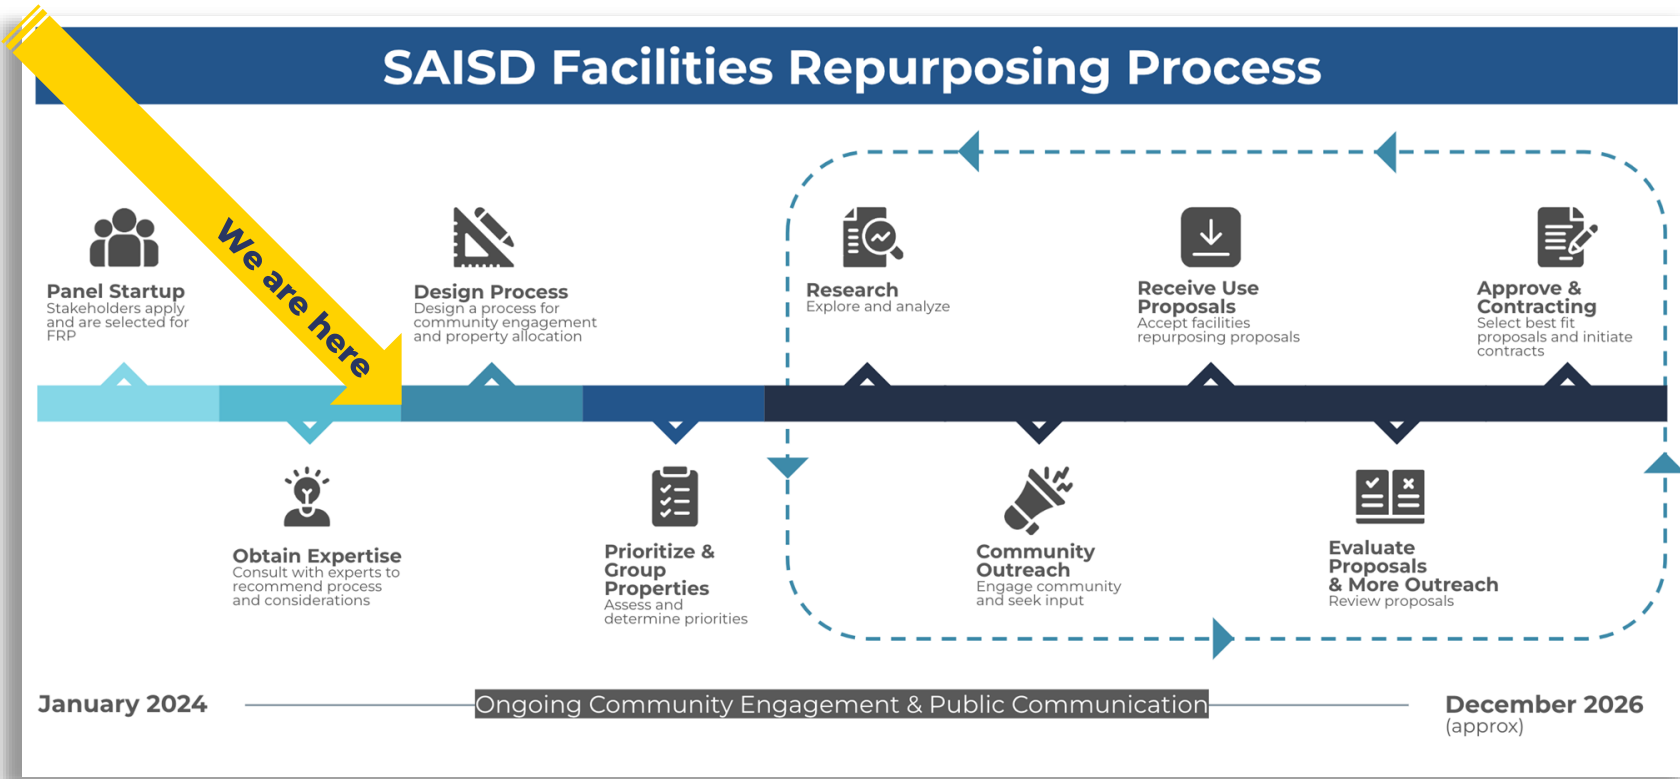 SAISD Facilities Repurposing Process
We are here
Panel Startup
Stakeholders apply
and are selected for
FRP
Design Process
Design a process for
community engagement
and property allocation
Research
Explore and analyze
Receive Use
Proposals
Accept facilities
repurposing proposals
Approve &
Contracting
Select best fit
proposals and initiate
contracts
Obtain Expertise
Consult with experts to
recommend process
and considerations
Prioritize &
Group
Properties
Assess and
determine priorities
Community
Outreach
Engage community
and seek input
Evaluate
Proposals
& More Outreach
Review proposals
January 2024
Ongoing Community Engagement & Public Communication
December 2026
(approx)